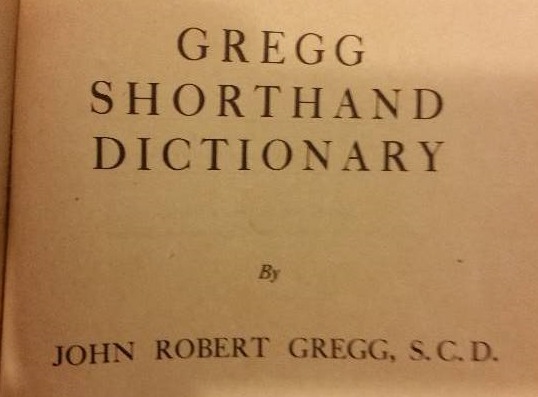 GREGG
SHORTHAND
DICTIONARY
By
JOHN ROBERT GREGG, S.C.D.